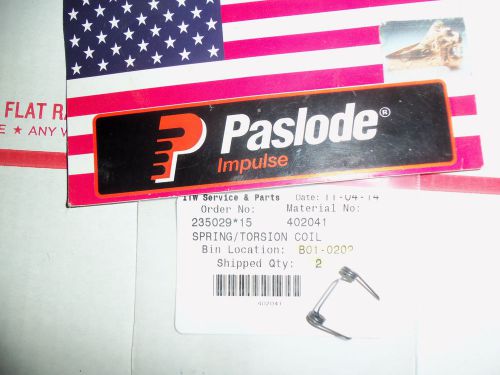 FLAT RA
★ ANY W
Paslode®
Impulse
ITW Service & Parts Date: 11-04-14
Order No: Material No:
235029*15 402041
SPRING/TORSION COIL
Bin Location: B01-0202
Shipped Qty: 2
402041